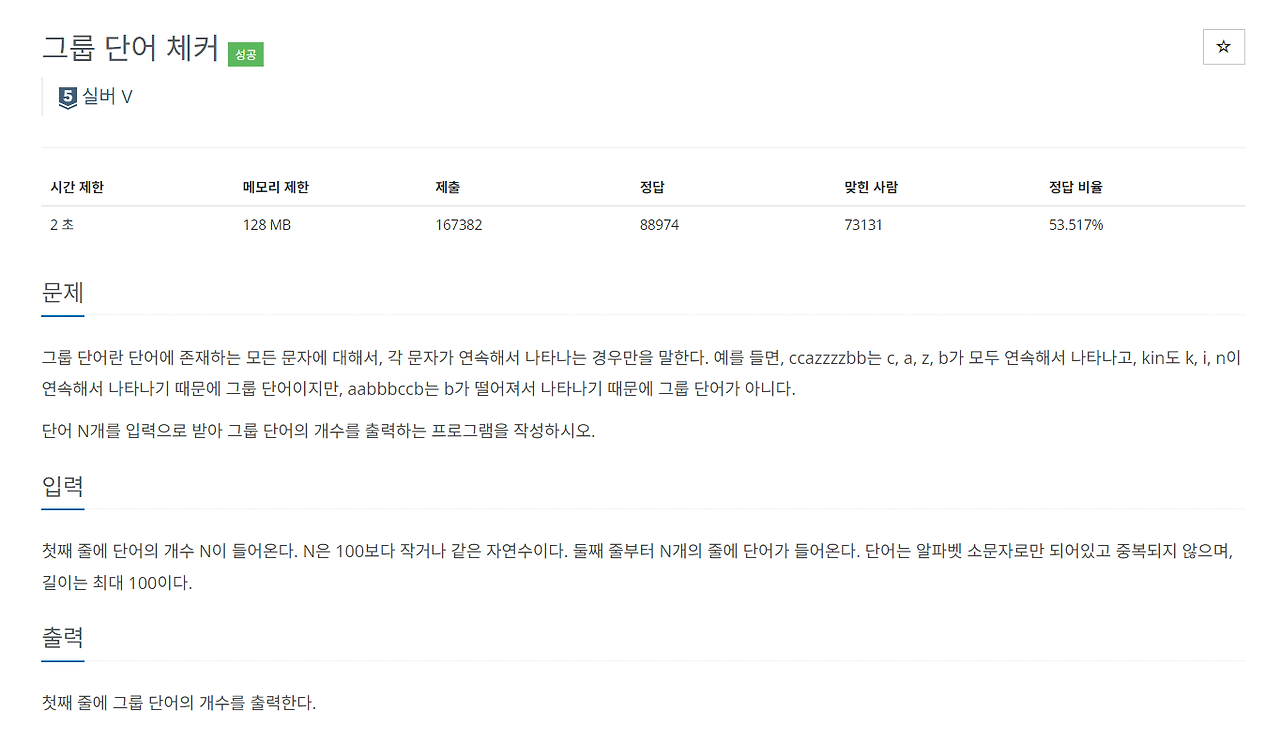 그룹 단어 체커 성공
5 실버 V
시간 제한 메모리 제한 제출 정답 맞힌 사람 정답 비율
2 초 128 MB 167382 88974 73131 53.517%
문제
그룹 단어란 단어에 존재하는 모든 문자에 대해서, 각 문자가 연속해서 나타나는 경우만을 말한다. 예를 들면, ccazzzzbb는 c, a, z, b가 모두 연속해서 나타나고, kin도 k, i, n이
연속해서 나타나기 때문에 그룹 단어이지만, aabbbccb는 b가 떨어져서 나타나기 때문에 그룹 단어가 아니다.
단어 N개를 입력으로 받아 그룹 단어의 개수를 출력하는 프로그램을 작성하시오.
입력
첫째 줄에 단어의 개수 N이 들어온다. N은 100보다 작거나 같은 자연수이다. 둘째 줄부터 N개의 줄에 단어가 들어온다. 단어는 알파벳 소문자로만 되어있고 중복되지 않으며,
길이는 최대 100이다.
출력
첫째 줄에 그룹 단어의 개수를 출력한다.